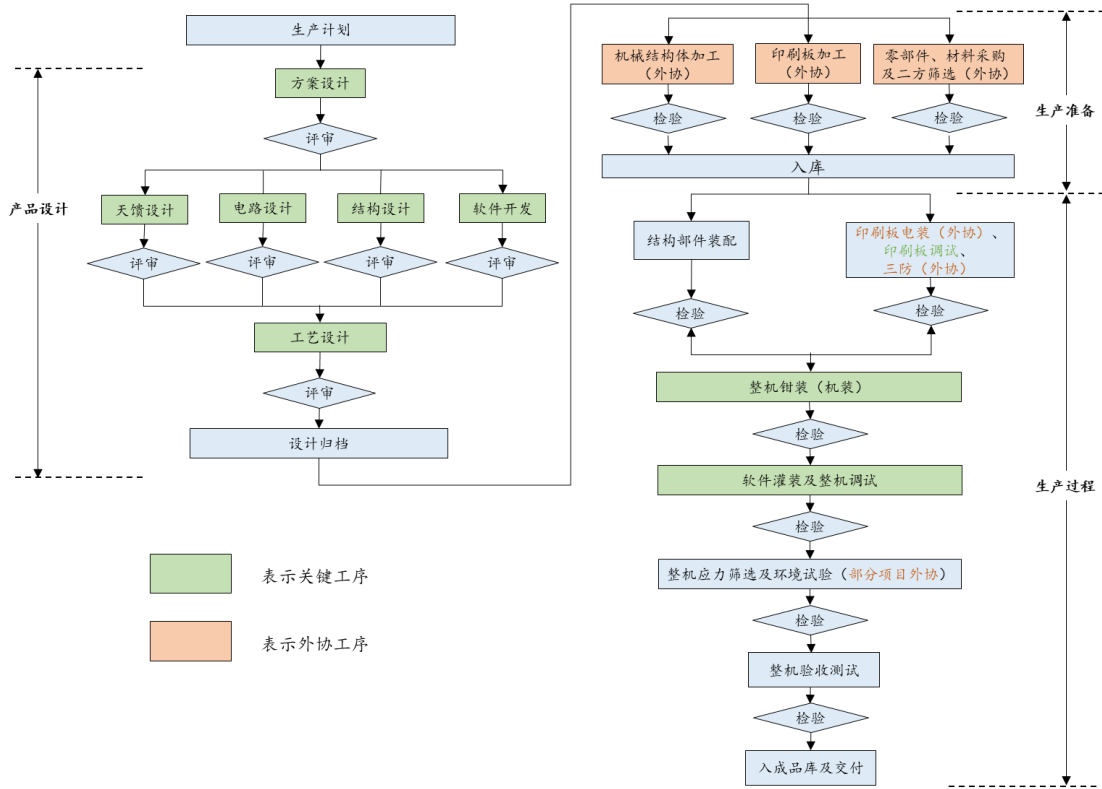 生产计划
方案设计
评审
产品设计
天馈设计
电路设计
结构设计
软件开发
评审
评审
评审
评审
工艺设计
评审
设计归档
表示关键工序
表示外协工序
机械结构体加工
（外协）
印刷板加工
（外协）
零部件、材料采购
及二方筛选（外协）
检验
检验
检验
生产准备
入库
结构部件装配
印刷板电装（外协）、
印刷板调试、
三防（外协）
检验
检验
整机钳装（机装）
检验
软件灌装及整机调试
生产过程
检验
整机应力筛选及环境试验（部分项目外协）
检验
整机验收测试
检验
入成品库及交付